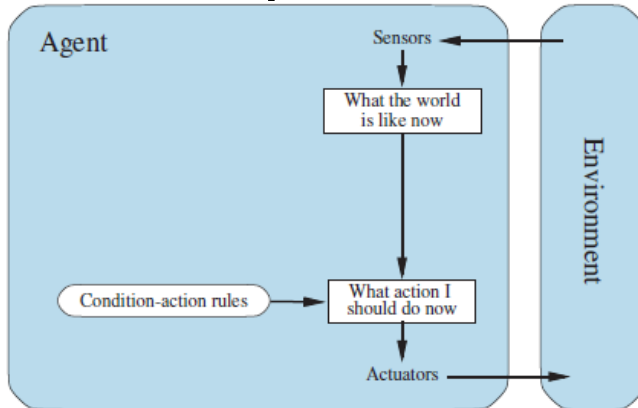 Agent
Sensors
What the world
is like now
Environment
Condition-action rules
What action I
should do now
Actuators